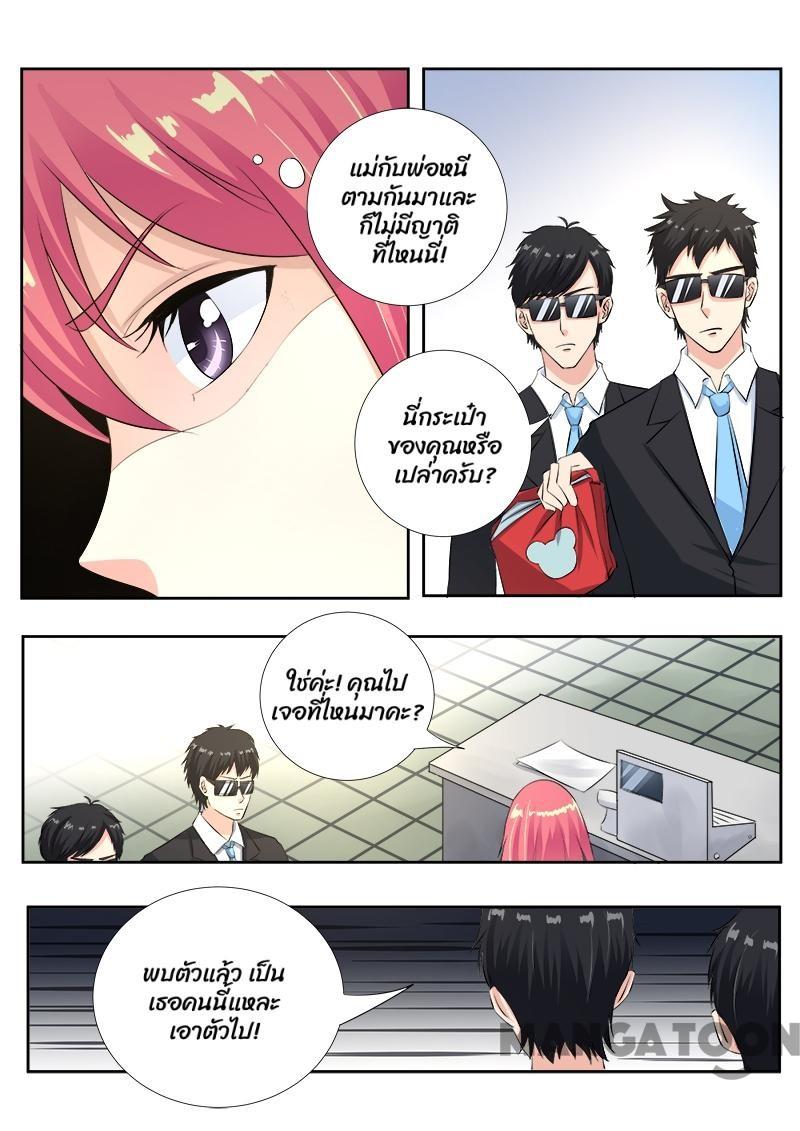 แม่กับพ่อหนี
ตามกันมาและ
ก็ไม่มีญาติ
ที่ไหนนี่!
นี่กระเป๋า
ของคุณหรือ
เปล่าครับ?
ใช่ค่ะ! คุณไป
เจอที่ไหนมาคะ?
พบตัวแล้ว เป็น
เธอคนนี้แหละ
เอาตัวไป!
MANGATOON